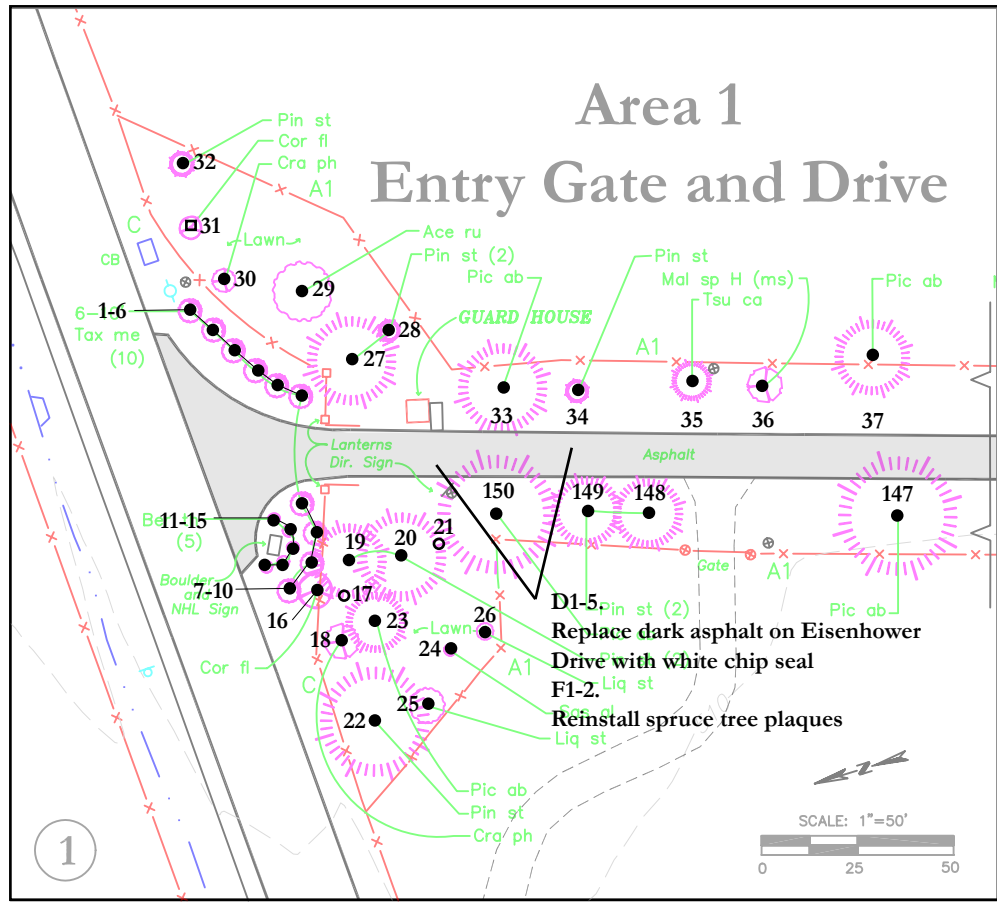 Area 1
Entry Gate and Drive
Pin st
Cor fl
Cra ph
32
A1
31
C
Lawn
Ace ru
Pin st (2)
Pic ab
Pin st
Mal sp H (ms)
Tsu ca
Pic ab
CB
30
29
1-6
Tax me
(10)
28
GUARD HOUSE
27
A1
33
34
35
36
37
Lanterns
Dir. Sign
Asphalt
150
149
148
147
11-15
(5)
19
20
21
Gate
A1
Boulder
NHL Sign
7-10
17
16
D1-5.
Pin st (2)
Pic ab
18
23
Lawn
26
Replace dark asphalt on Eisenhower
24
A1
Drive with white chip seal
Cor fl
C
Liq st
F1-2.
25
22
Reinstall spruce tree plaques
Liq st
Pic ab
Pin st
Cra ph
N
SCALE: 1"=50'
0
25
50
1